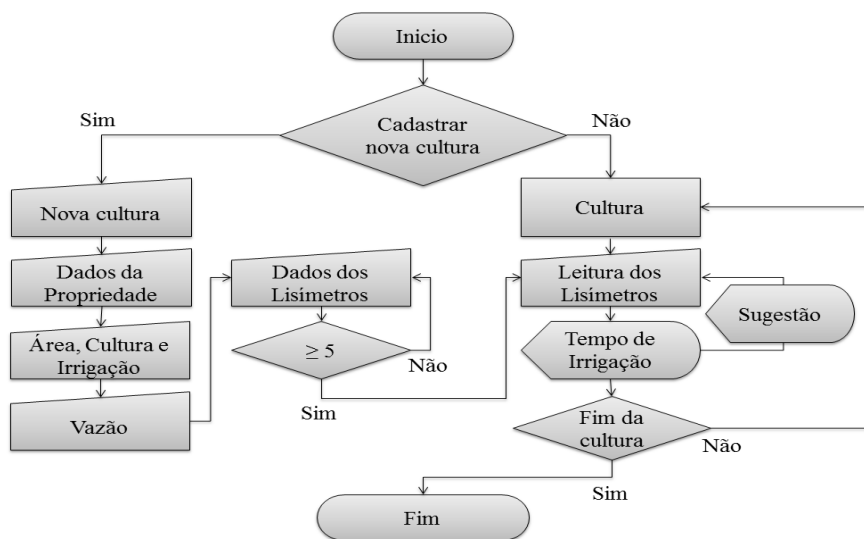 Inicio
Sim
Cadastrar
nova cultura
Não
Nova cultura
Cultura
Dados da
Propriedade
Dados dos
Lisímetros
Leitura dos
Lisímetros
Sugestão
Área, Cultura e
Irrigação
≥ 5
Não
Tempo de
Irrigação
Vazão
Sim
Fim da
cultura
Não
Sim
Fim